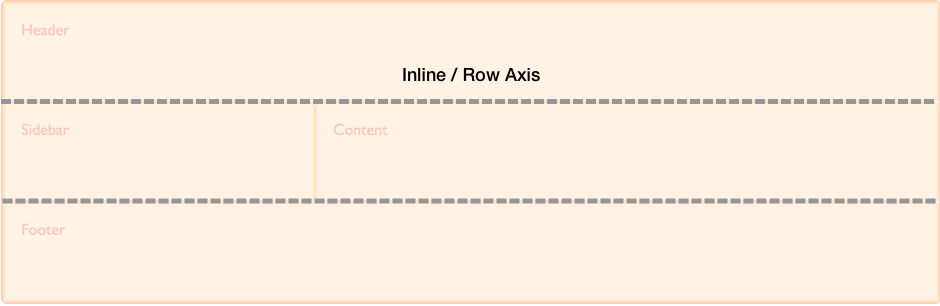 Header
Inline / Row Axis
Sidebar
Content
Footer